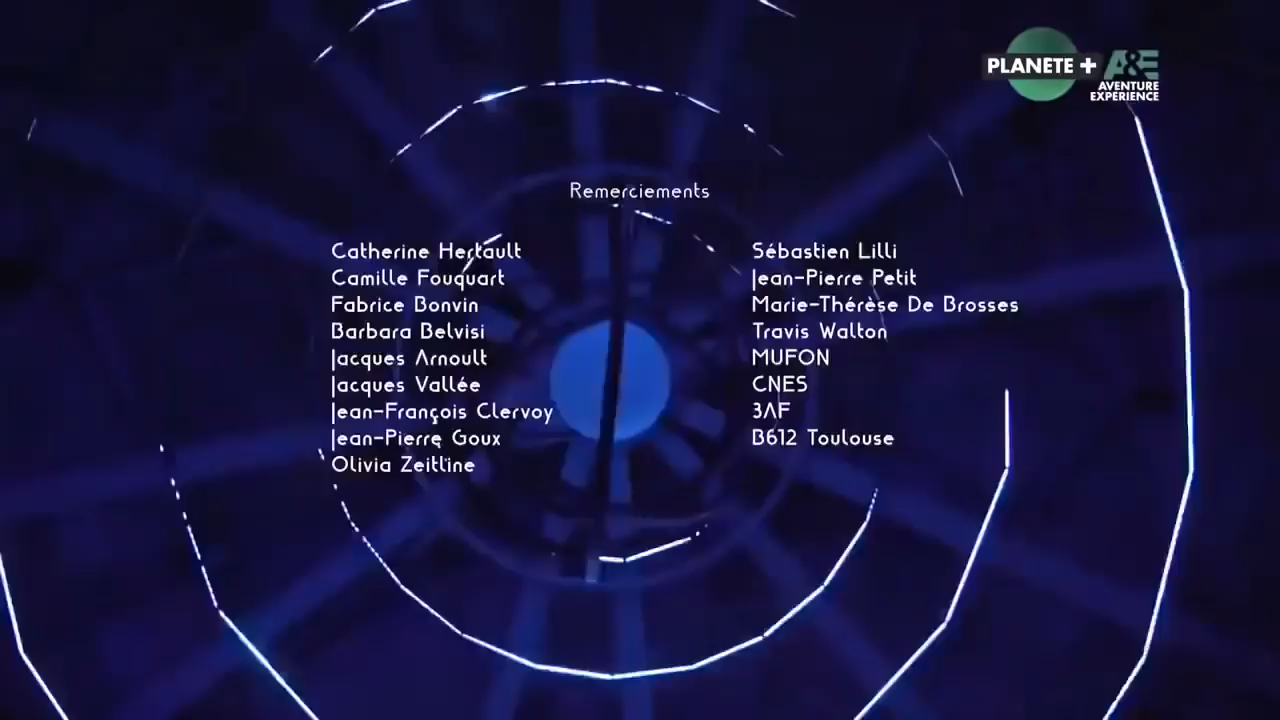 PLANETE +
A&E
AVENTURE
EXPERIENCE
Remerciements
Catherine Hertault
Camille Fouquart
Fabrice Bonvin
Barbara Belvisi
Jacques Arnoult
Jacques Vallée
Jean-François Clervoy
Jean-Pierre Goux
Olivia Zeitline
Sébastien Lilli
Jean-Pierre Petit
Marie-Thérèse De Brosses
Travis Walton
MUFON
CNES
3AF
B612 Toulouse